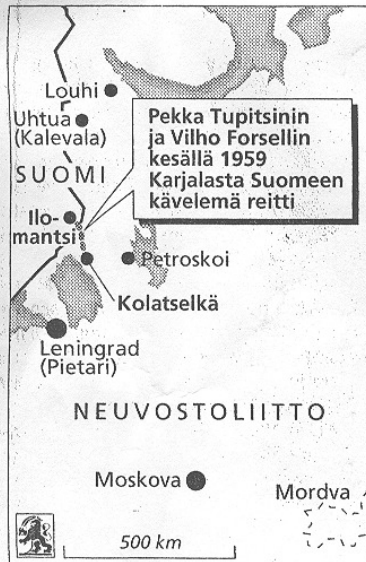 Louhi
Uhtua
(Kalevala)
Pekka Tupitsinin
ja Vilho Forsellin
kesällä 1959
Karjalasta Suomeen
kävelemä reitti
SUOMI
Ilo-
mantsi
Petroskoi
Kolatselkä
Leningrad
(Pietari)
NEUVOSTOLIITTO
Moskova
Mordva
500 km